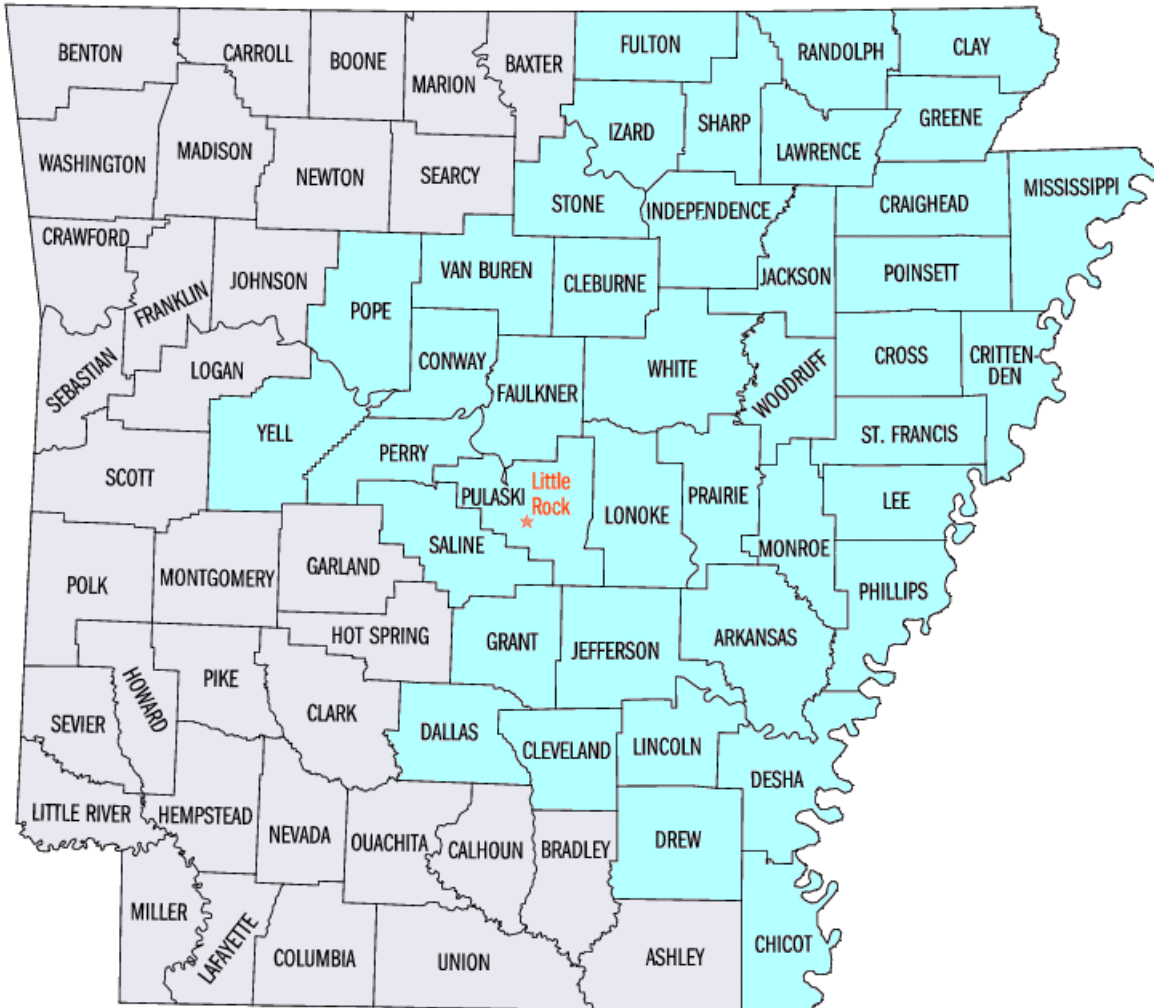 BENTON
CARROLL
BOONE
MARION
BAXTER
FULTON
RANDOLPH
CLAY
IZARD
SHARP
GREENE
LAWRENCE
WASHINGTON
MADISON
NEWTON
SEARCY
STONE
INDEPENDENCE
CRAIGHEAD
MISSISSIPPI
CRAWFORD
FRANKLIN
JOHNSON
POPE
VAN BUREN
CLEBURNE
JACKSON
POINSETT
SEBASTIAN
LOGAN
CONWAY
FAULKNER
WHITE
WOODRUFF
CROSS
CRITTEN-
DEN
YELL
PERRY
ST. FRANCIS
SCOTT
PULASKI
Little
Rock
LONOKE
PRAIRIE
LEE
SALINE
MONROE
POLK
MONTGOMERY
GARLAND
PHILLIPS
HOT SPRING
GRANT
JEFFERSON
ARKANSAS
HOWARD
PIKE
CLARK
SEVIER
DALLAS
CLEVELAND
LINCOLN
DESHA
LITTLE RIVER
HEMPSTEAD
NEVADA
OUACHITA
CALHOUN
BRADLEY
DREW
MILLER
LAFAYETTE
COLUMBIA
UNION
ASHLEY
CHICOT